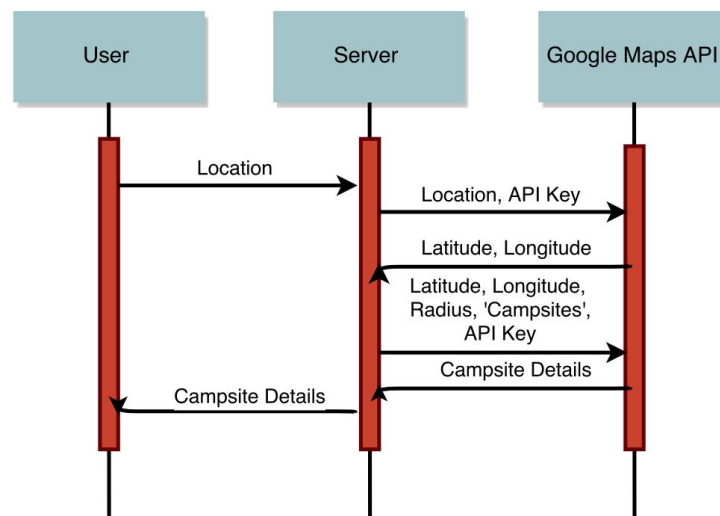 User
Server
Google Maps API
Location
Location, API Key
Latitude, Longitude
Latitude, Longitude,
Radius, 'Campsites',
API Key
Campsite Details
Campsite Details